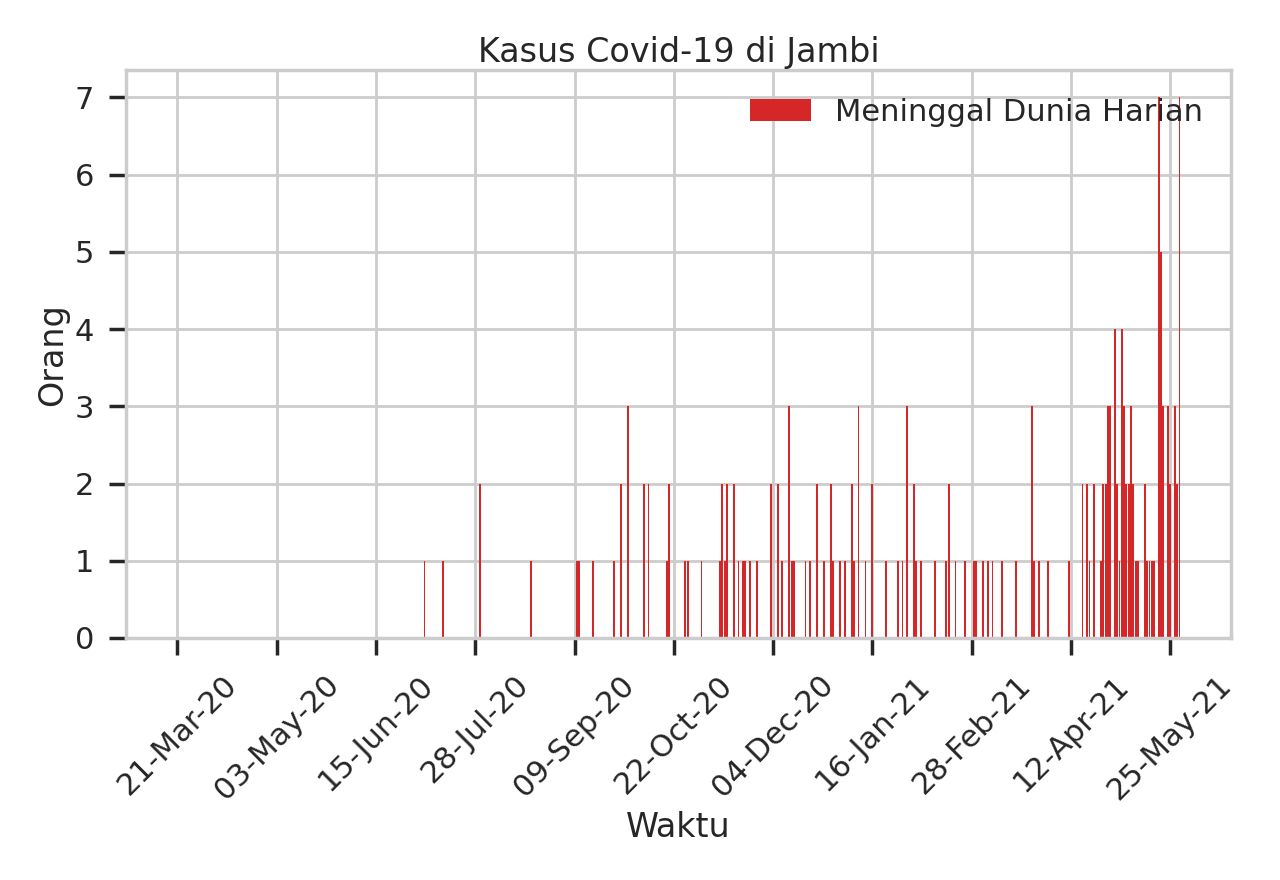 Kasus Covid-19 di Jambi
Meninggal Dunia Harian
7
6
5
4
3
2
1
0
Orang
21-Mar-20
03-May-20
15-Jun-20
28-Jul-20
09-Sep-20
22-Oct-20
04-Dec-20
16-Jan-21
28-Feb-21
12-Apr-21
25-May-21
Waktu